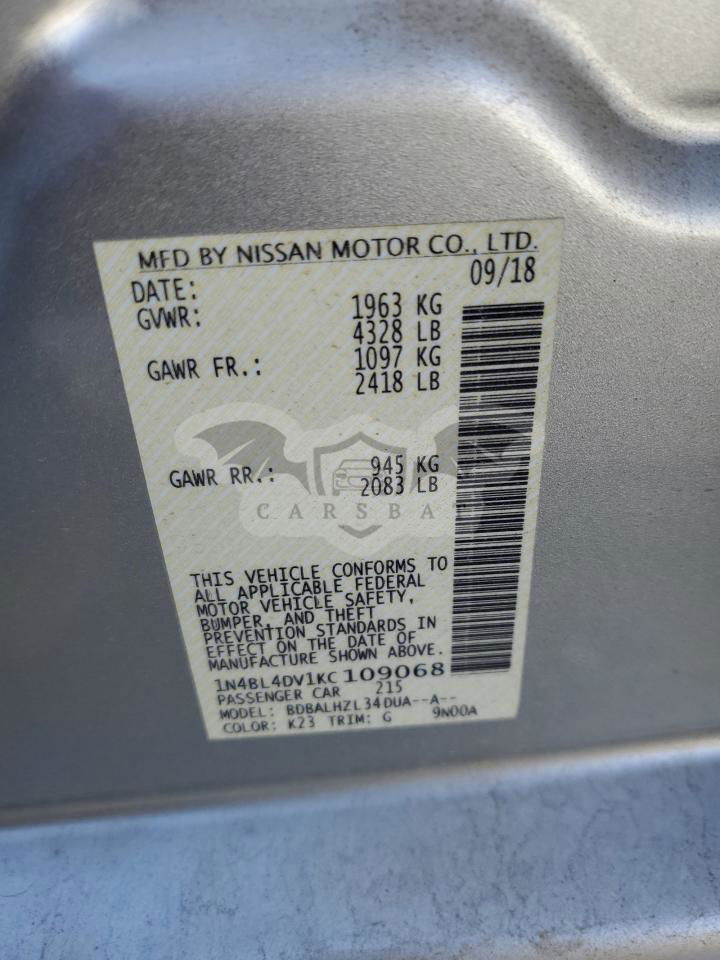 MFD BY NISSAN MOTOR CO., LTD.
DATE: 09/18
GVWR: 1963 KG
4328 LB
GAWR FR.: 1097 KG
2418 LB
GAWR RR.: 945 KG
2083 LB
CARSBAT
THIS VEHICLE CONFORMS TO
ALL APPLICABLE FEDERAL
MOTOR VEHICLE SAFETY,
BUMPER, AND THEFT
PREVENTION STANDARDS IN
EFFECT ON THE DATE OF
MANUFACTURE SHOWN ABOVE.
1N4BL4DV1KC109068
PASSENGER CAR 215
MODEL: BDBALHZL34DUA--A--
COLOR: K23 TRIM: G 9N00A